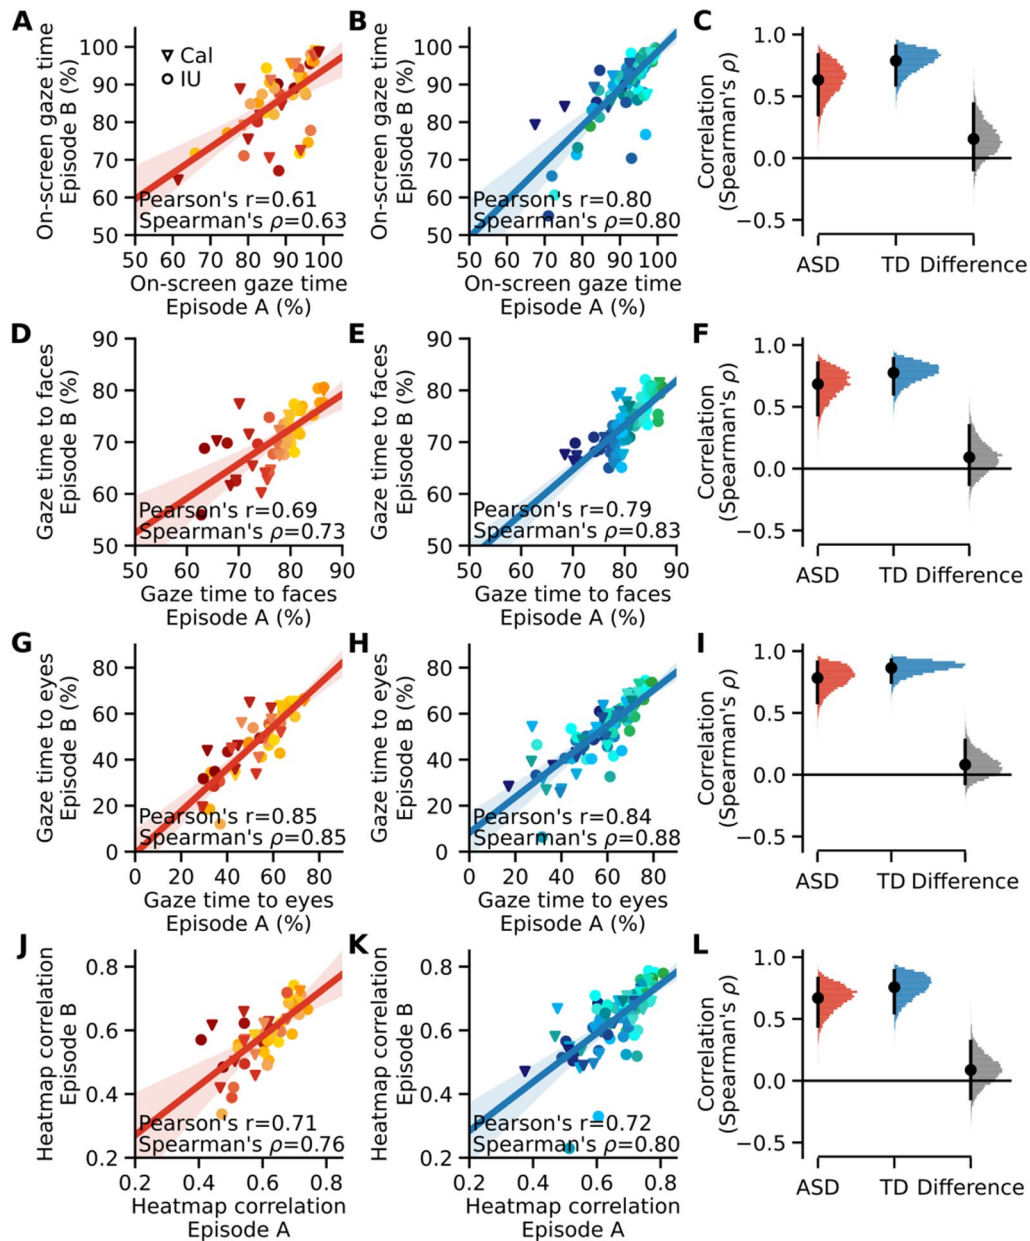 A
On-screen gaze time
Episode B (%)
100
90
80
70
60
50
Cal
IU
Pearson's r=0.61
Spearman's ρ=0.63
50 60 70 80 90 100
On-screen gaze time
Episode A (%)
B
On-screen gaze time
Episode B (%)
100
90
80
70
60
50
Pearson's r=0.80
Spearman's ρ=0.80
50 60 70 80 90 100
On-screen gaze time
Episode A (%)
C
Correlation
(Spearman's ρ)
1.0
0.5
0.0
−0.5
ASD TD Difference
D
Gaze time to faces
Episode B (%)
90
80
70
60
50
Pearson's r=0.69
Spearman's ρ=0.73
50 60 70 80 90
Gaze time to faces
Episode A (%)
E
Gaze time to faces
Episode B (%)
90
80
70
60
50
Pearson's r=0.79
Spearman's ρ=0.83
50 60 70 80 90
Gaze time to faces
Episode A (%)
F
Correlation
(Spearman's ρ)
1.0
0.5
0.0
−0.5
ASD TD Difference
G
Gaze time to eyes
Episode B (%)
80
60
40
20
0
Pearson's r=0.85
Spearman's ρ=0.85
0 20 40 60 80
Gaze time to eyes
Episode A (%)
H
Gaze time to eyes
Episode B (%)
80
60
40
20
0
Pearson's r=0.84
Spearman's ρ=0.88
0 20 40 60 80
Gaze time to eyes
Episode A (%)
I
Correlation
(Spearman's ρ)
1.0
0.5
0.0
−0.5
ASD TD Difference
J
Heatmap correlation
Episode B
0.8
0.6
0.4
0.2
Pearson's r=0.71
Spearman's ρ=0.76
0.2 0.4 0.6 0.8
Heatmap correlation
Episode A
K
Heatmap correlation
Episode B
0.8
0.6
0.4
0.2
Pearson's r=0.72
Spearman's ρ=0.80
0.2 0.4 0.6 0.8
Heatmap correlation
Episode A
L
Correlation
(Spearman's ρ)
1.0
0.5
0.0
−0.5
ASD TD Difference